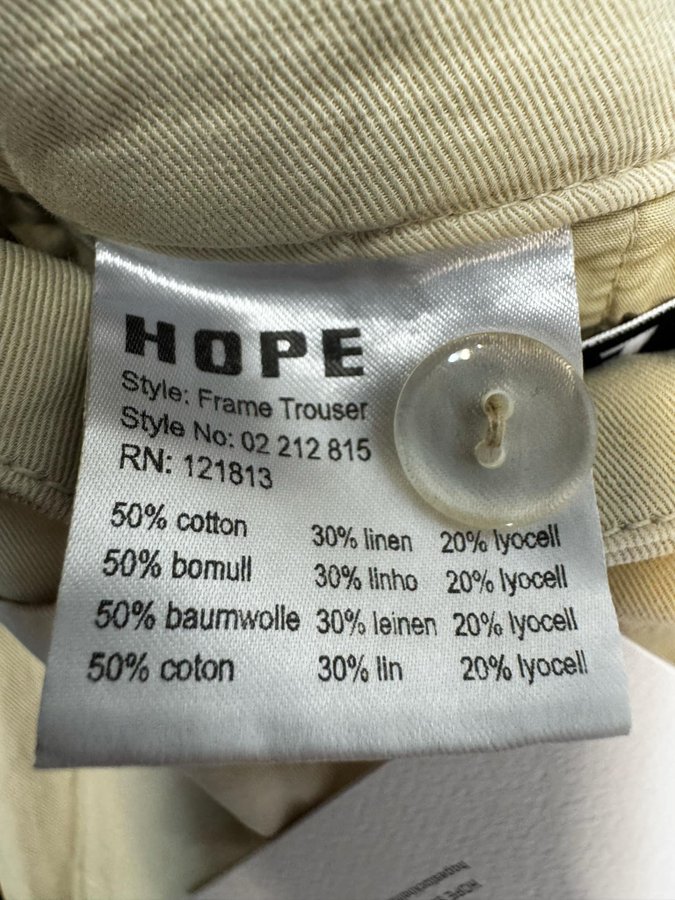 HOPE
Style: Frame Trouser
Style No: 02 212 815
RN: 121813
50% cotton 30% linen 20% lyocell
50% bomull 30% linho 20% lyocell
50% baumwolle 30% leinen 20% lyocell
50% coton 30% lin 20% lyocell
HOPE